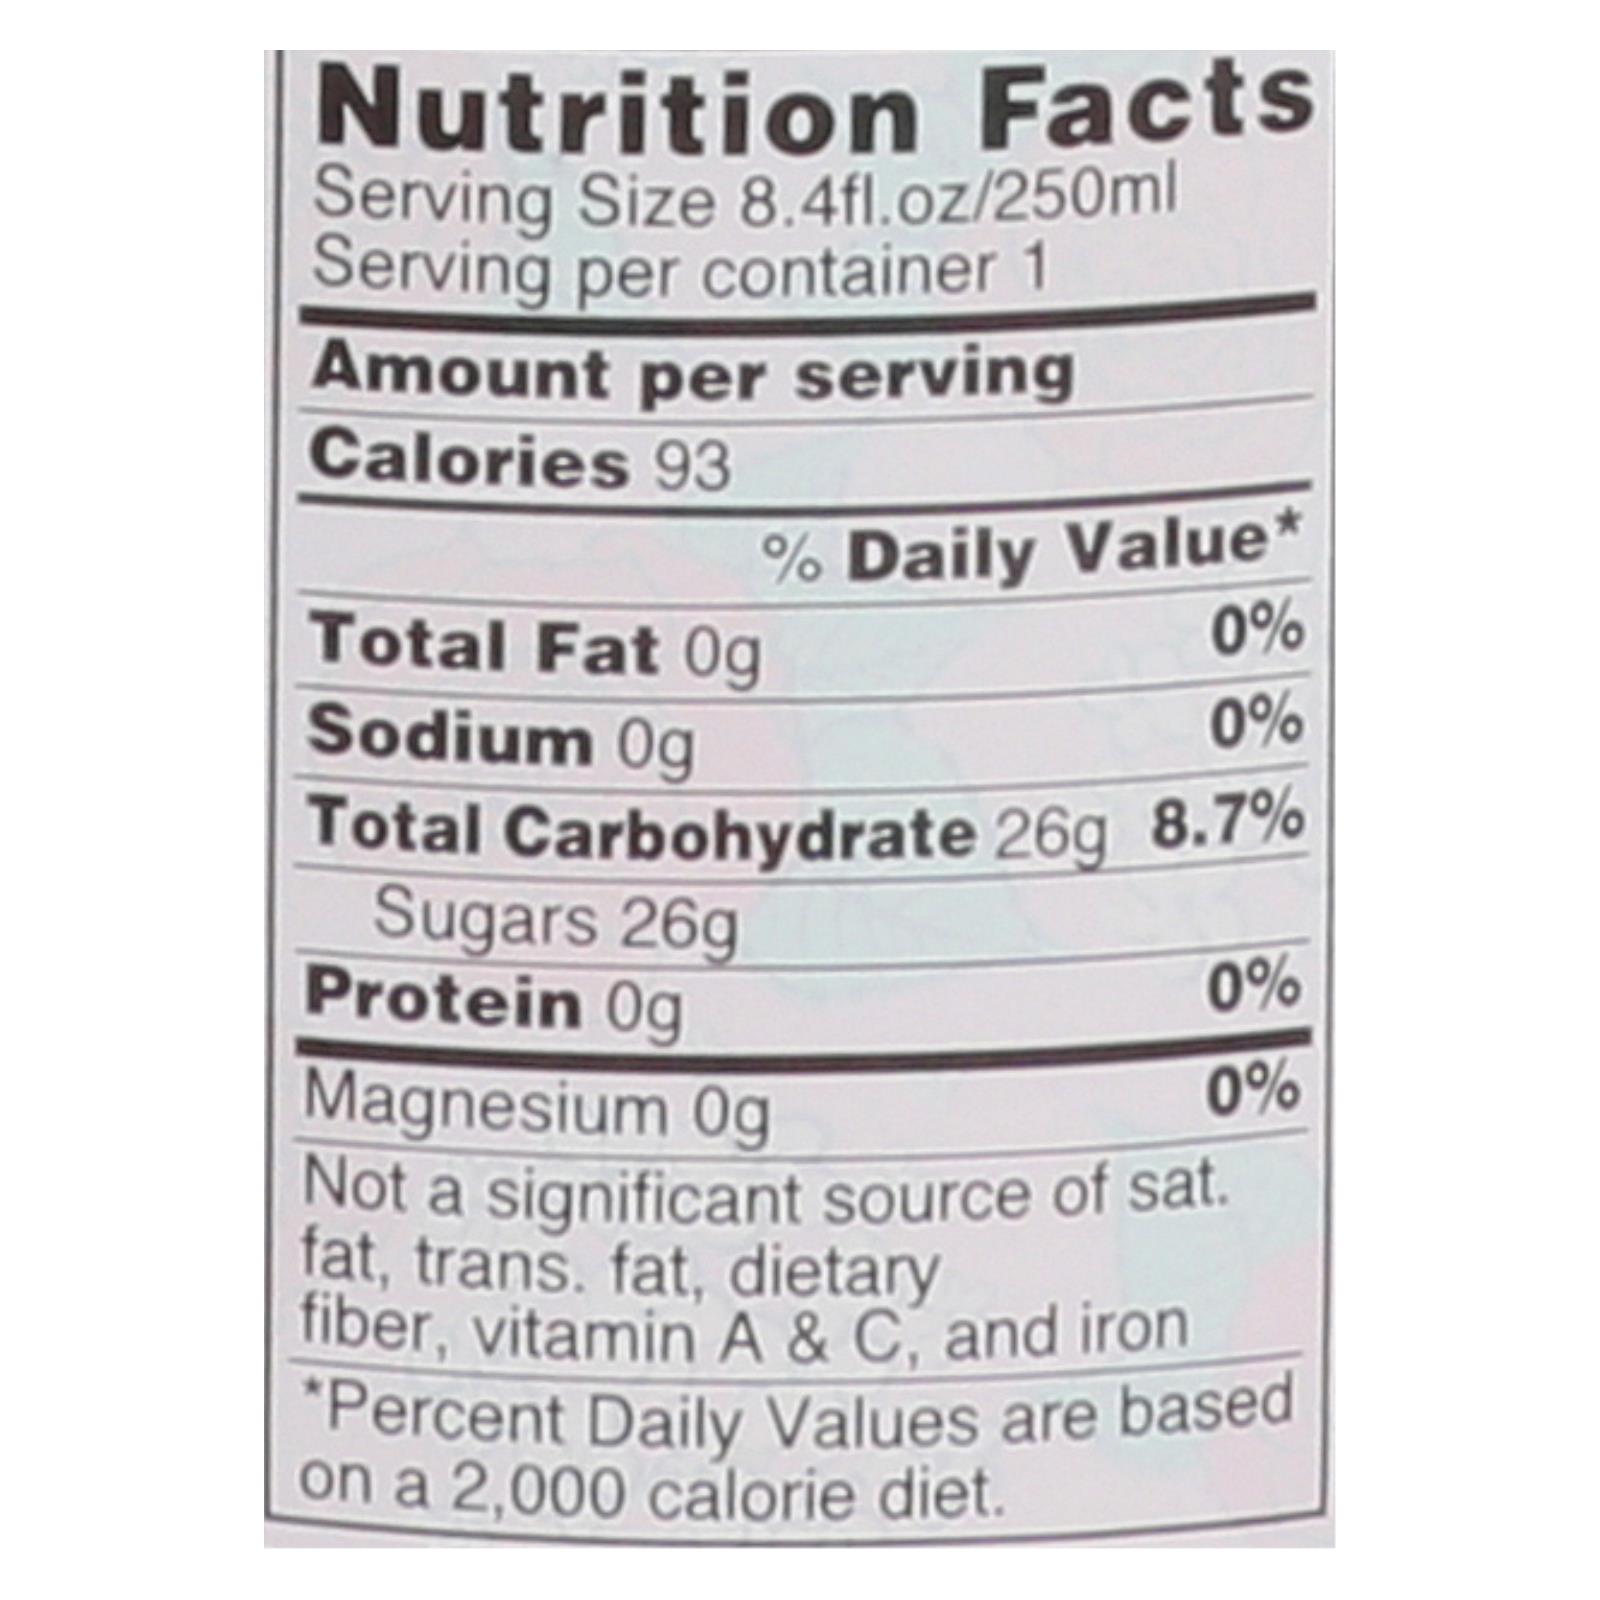 Nutrition Facts
Serving Size 8.4fl.oz/250ml
Serving per container 1
Amount per serving
Calories 93
% Daily Value*
Total Fat 0g 0%
Sodium 0g 0%
Total Carbohydrate 26g 8.7%
Sugars 26g
Protein 0g 0%
Magnesium 0g 0%
Not a significant source of sat.
fat, trans. fat, dietary
fiber, vitamin A & C, and iron
*Percent Daily Values are based
on a 2,000 calorie diet.